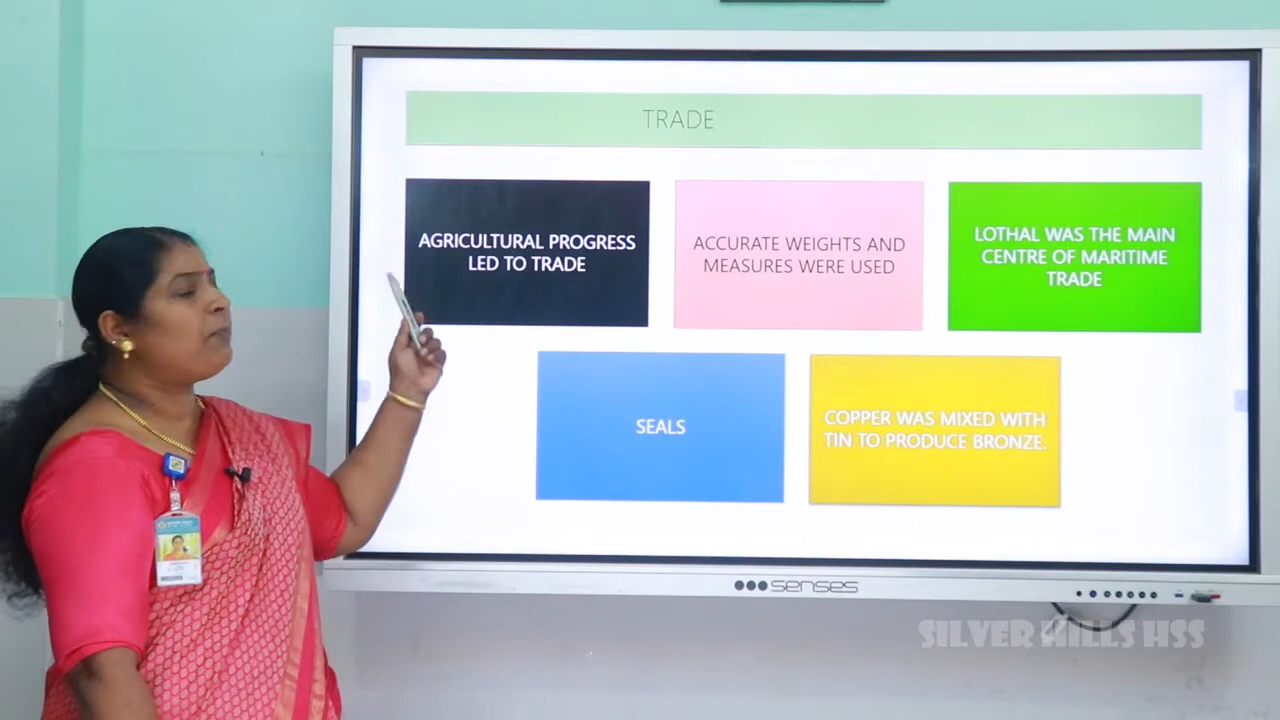 TRADE
AGRICULTURAL PROGRESS
LED TO TRADE
ACCURATE WEIGHTS AND
MEASURES WERE USED
LOTHAL WAS THE MAIN
CENTRE OF MARITIME
TRADE
SEALS
COPPER WAS MIXED WITH
TIN TO PRODUCE BRONZE.
senses
SILVER HILLS HSS